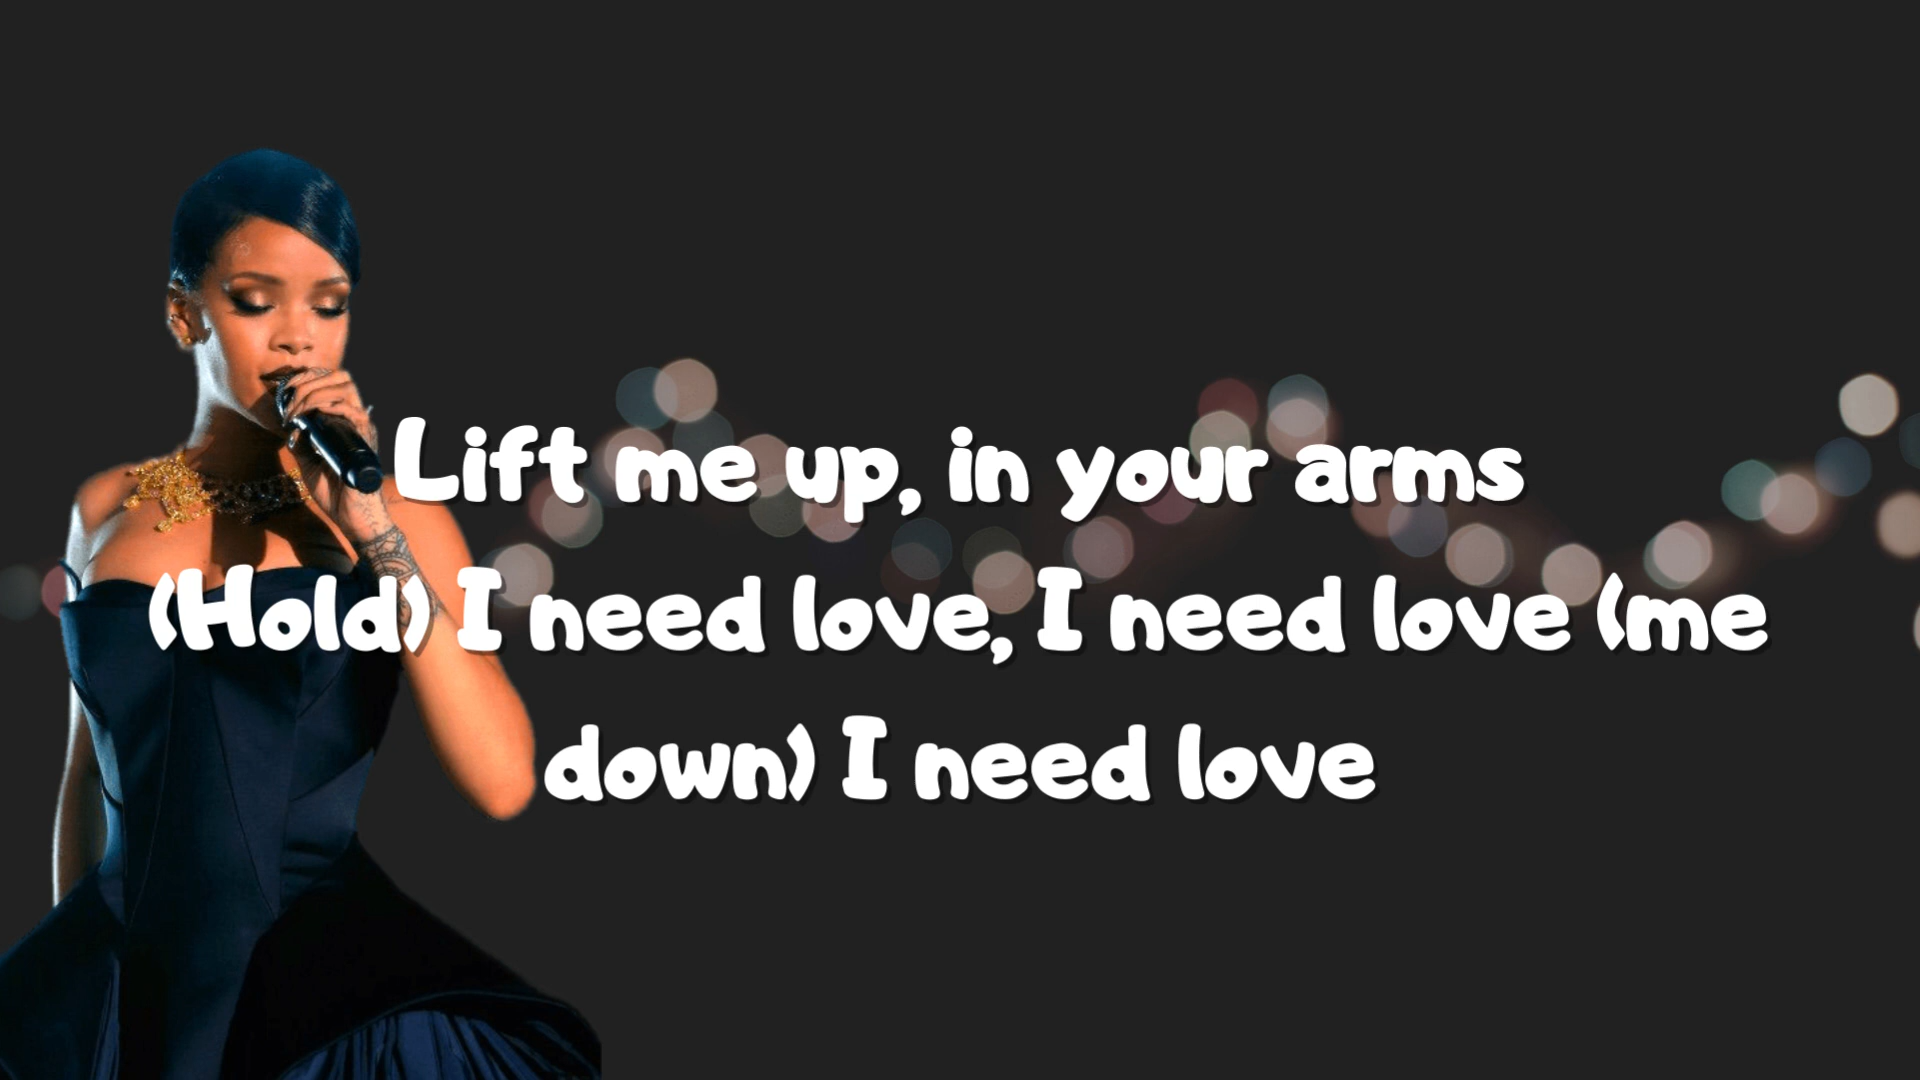 Lift me up, in your arms
(Hold) I need love, I need love (me
down) I need love